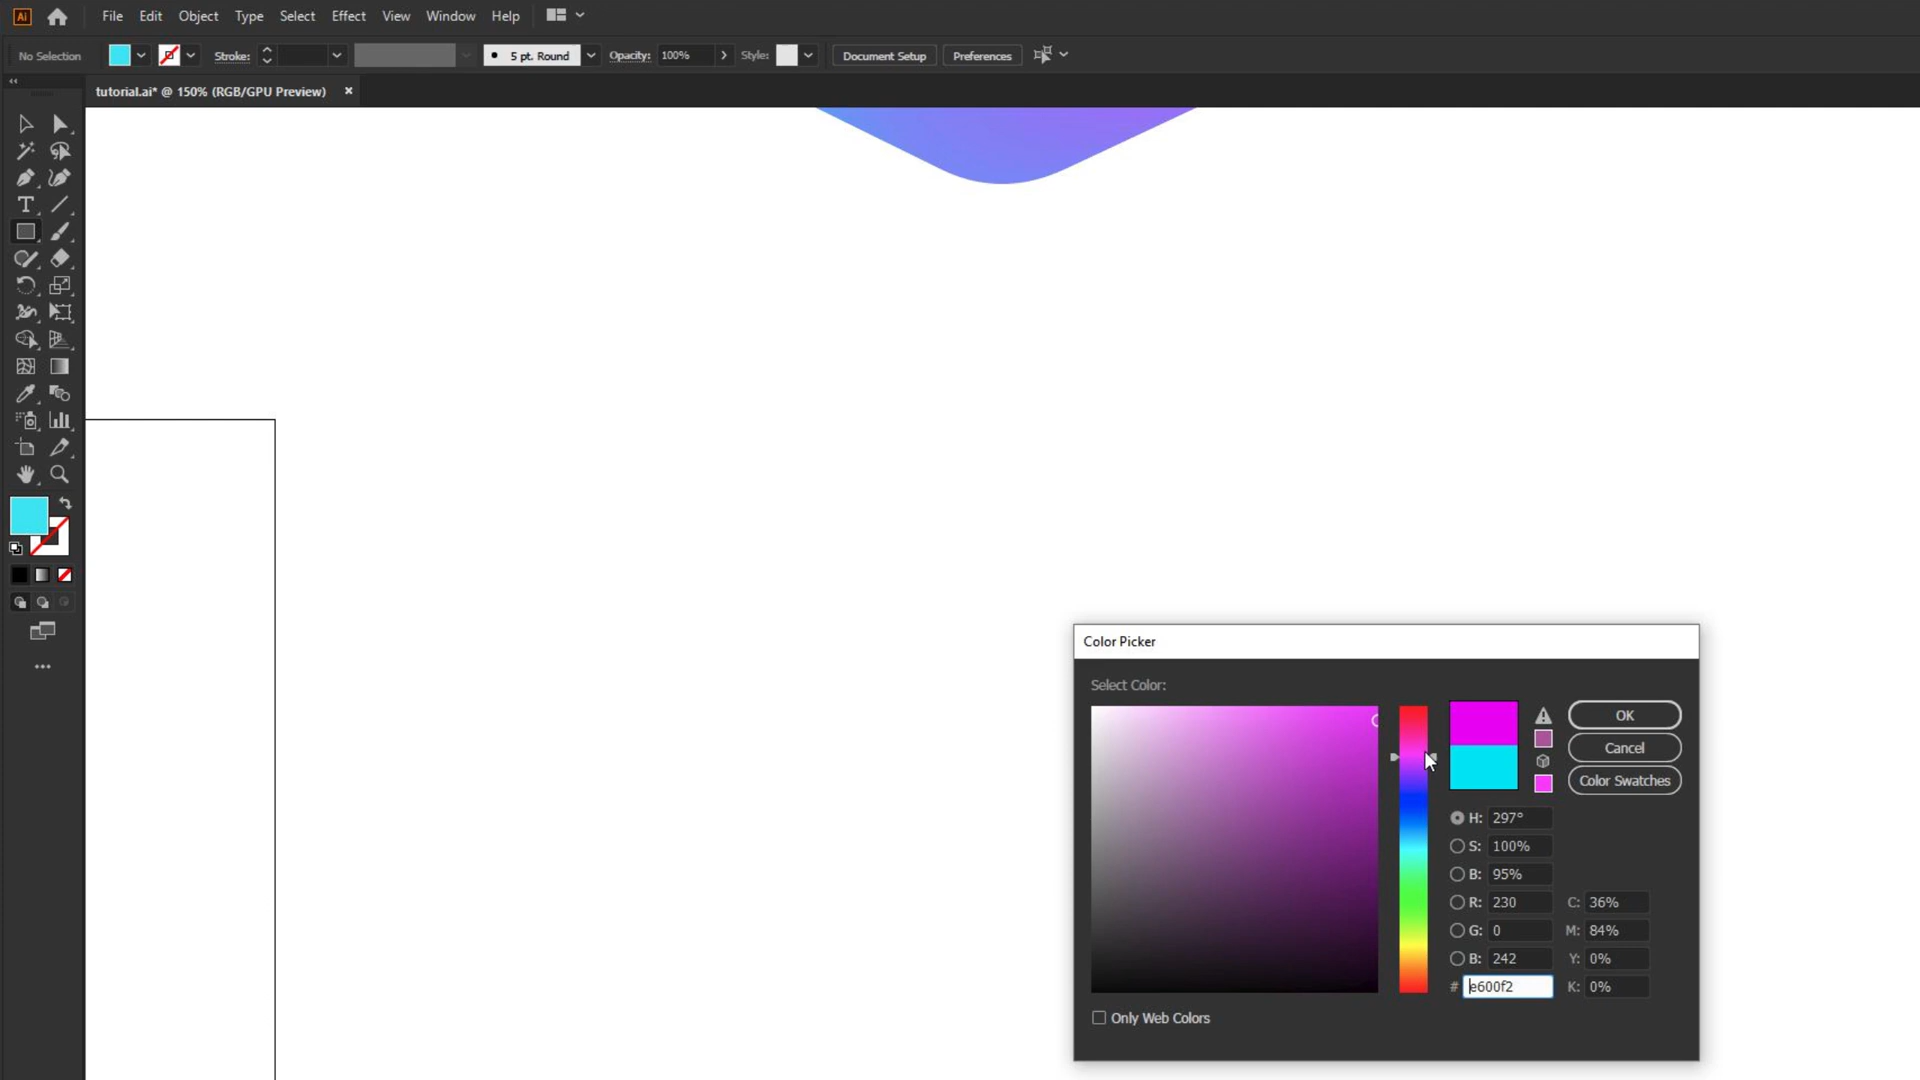 Ai File Edit Object Type Select Effect View Window Help
No Selection Stroke: 5 pt. Round Opacity: 100% Style: Document Setup Preferences
tutorial.ai* @ 150% (RGB/GPU Preview) ×
Color Picker
Select Color:
OK
Cancel
Color Swatches
H: 297°
S: 100%
B: 95%
R: 230 C: 36%
G: 0 M: 84%
B: 242 Y: 0%
# e600f2 K: 0%
Only Web Colors